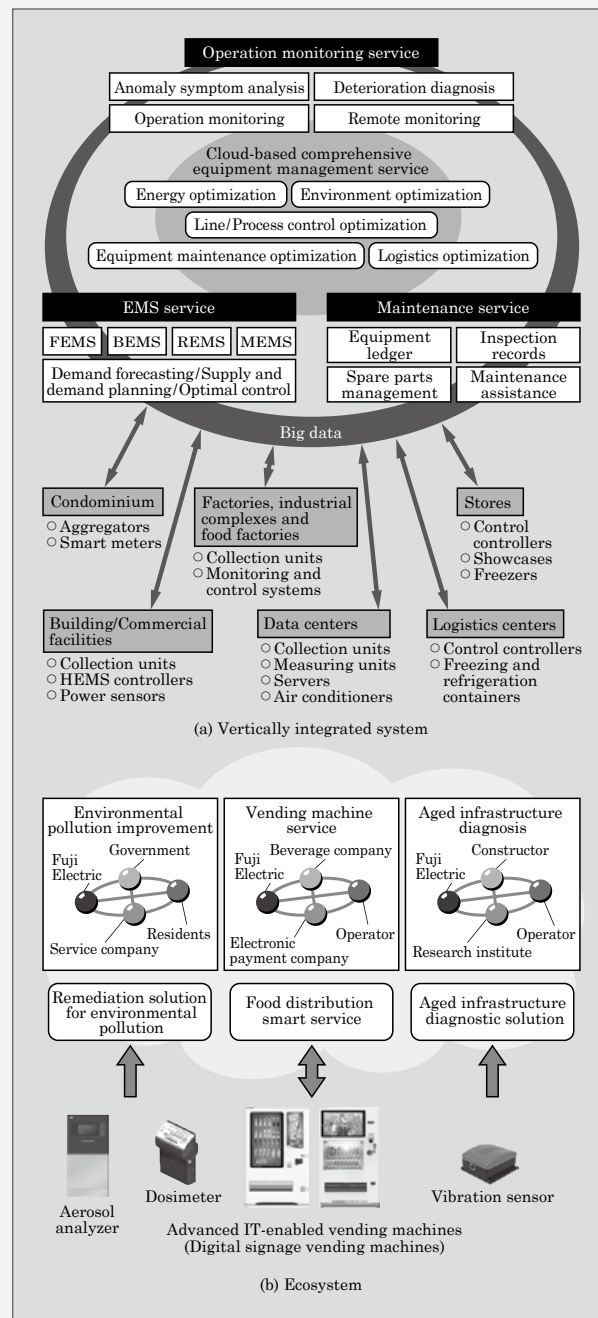 Operation monitoring service
Anomaly symptom analysis
Deterioration diagnosis
Operation monitoring
Remote monitoring
Cloud-based comprehensive
equipment management service
Energy optimization
Environment optimization
Line/Process control optimization
Equipment maintenance optimization
Logistics optimization
EMS service
FEMS
BEMS
REMS
MEMS
Demand forecasting/Supply and
demand planning/Optimal control
Maintenance service
Equipment
ledger
Inspection
records
Spare parts
management
Maintenance
assistance
Big data
Condominium
○ Aggregators
○ Smart meters
Factories, industrial
complexes and
food factories
○ Collection units
○ Monitoring and
control systems
Stores
○ Control
controllers
○ Showcases
○ Freezers
Building/Commercial
facilities
○ Collection units
○ HEMS controllers
○ Power sensors
Data centers
○ Collection units
○ Measuring units
○ Servers
○ Air conditioners
Logistics centers
○ Control controllers
○ Freezing and
refrigeration
containers
(a) Vertically integrated system
Environmental
pollution improvement
Government
Fuji
Electric
Residents
Service company
Vending machine
service
Beverage company
Fuji
Electric
Operator
Electronic
payment company
Aged infrastructure
diagnosis
Constructor
Fuji
Electric
Operator
Research institute
Remediation solution
for environmental
pollution
Food distribution
smart service
Aged infrastructure
diagnostic solution
Aerosol
analyzer
Dosimeter
Advanced IT-enabled vending machines
(Digital signage vending machines)
Vibration sensor
(b) Ecosystem